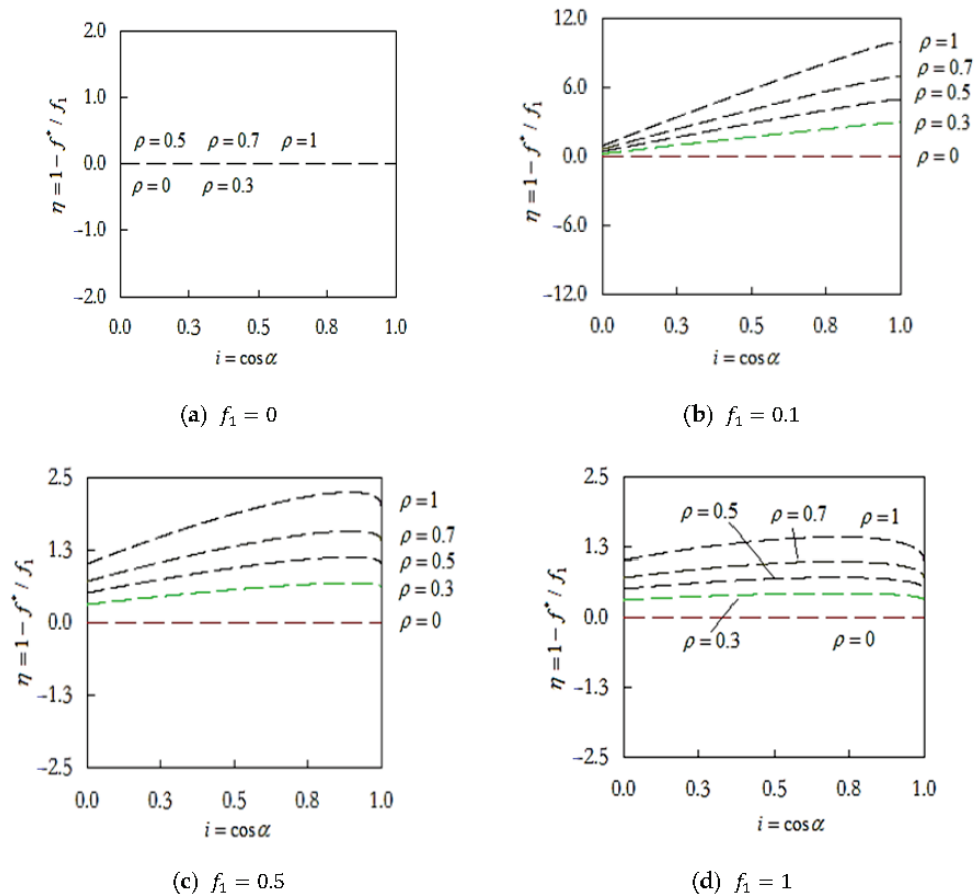 2.0
1.0
0.0
−1.0
−2.0
η = 1 − f* / f₁
ρ = 0.5 ρ = 0.7 ρ = 1
ρ = 0 ρ = 0.3
0.0 0.3 0.5 0.8 1.0
i = cos α
(a) f₁ = 0
12.0
6.0
0.0
−6.0
−12.0
η = 1 − f* / f₁
ρ = 1
ρ = 0.7
ρ = 0.5
ρ = 0.3
ρ = 0
0.0 0.3 0.5 0.8 1.0
i = cos α
(b) f₁ = 0.1
2.5
1.3
0.0
−1.3
−2.5
η = 1 − f* / f₁
ρ = 1
ρ = 0.7
ρ = 0.5
ρ = 0.3
ρ = 0
0.0 0.3 0.5 0.8 1.0
i = cos α
(c) f₁ = 0.5
2.5
1.3
0.0
−1.3
−2.5
η = 1 − f* / f₁
ρ = 0.5 ρ = 0.7 ρ = 1
ρ = 0.3 ρ = 0
0.0 0.3 0.5 0.8 1.0
i = cos α
(d) f₁ = 1